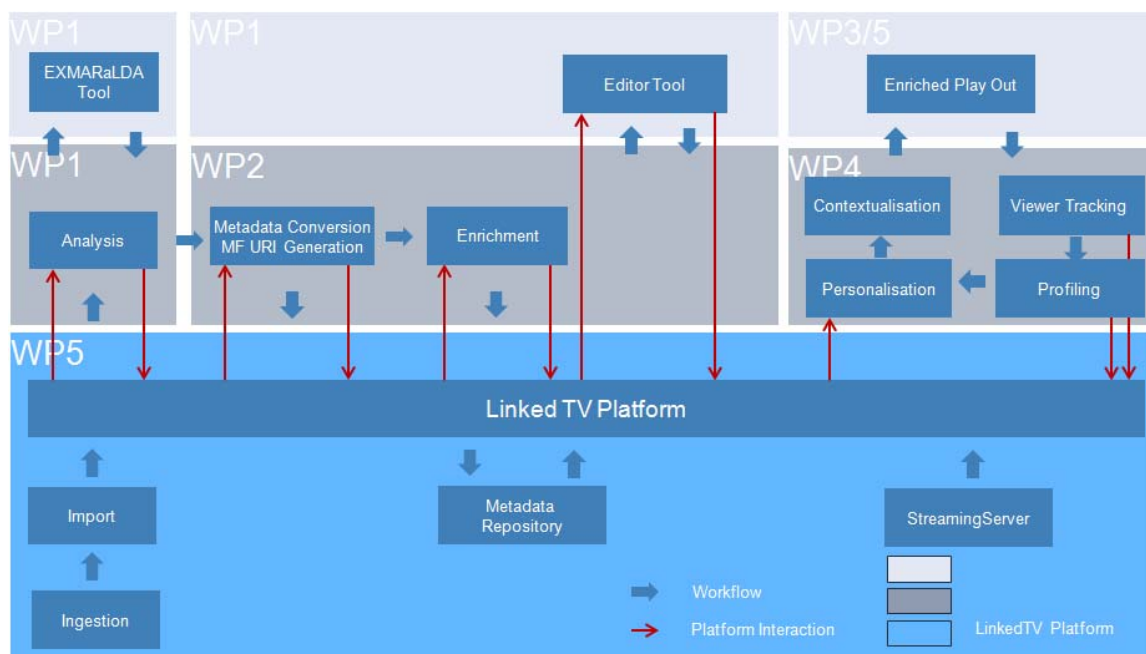 WP1
WP1
WP3/5
EXMARaLDA
Tool
Editor Tool
Enriched Play Out
WP1
WP2
WP4
Contextualisation
Viewer Tracking
Analysis
Metadata Conversion
MF URI Generation
Enrichment
Personalisation
Profiling
WP5
Linked TV Platform
Import
Metadata
Repository
StreamingServer
Ingestion
Workflow
Platform Interaction
LinkedTV Platform